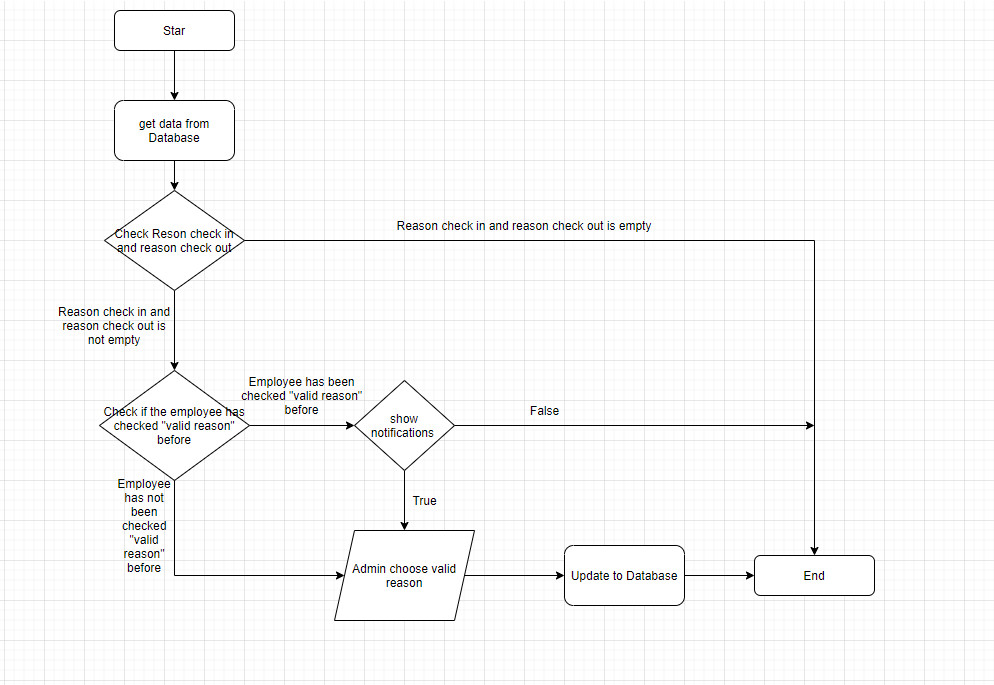 Star
get data from
Database
Check Reson check in
and reason check out
Reason check in and reason check out is empty
Reason check in and
reason check out is
not empty
Check if the employee has
checked "valid reason"
before
Employee has been
checked "valid reason"
before
show
notifications
False
Employee
has not
been
checked
"valid
reason"
before
True
Admin choose valid
reason
Update to Database
End